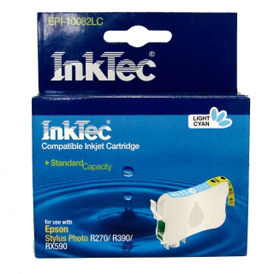 EPI-10082LC
InkTec
LIGHT
CYAN
InkTec
Compatible Inkjet Cartridge
Standard Capacity
for use with
Epson
Stylus Photo R270/ R390/
RX590